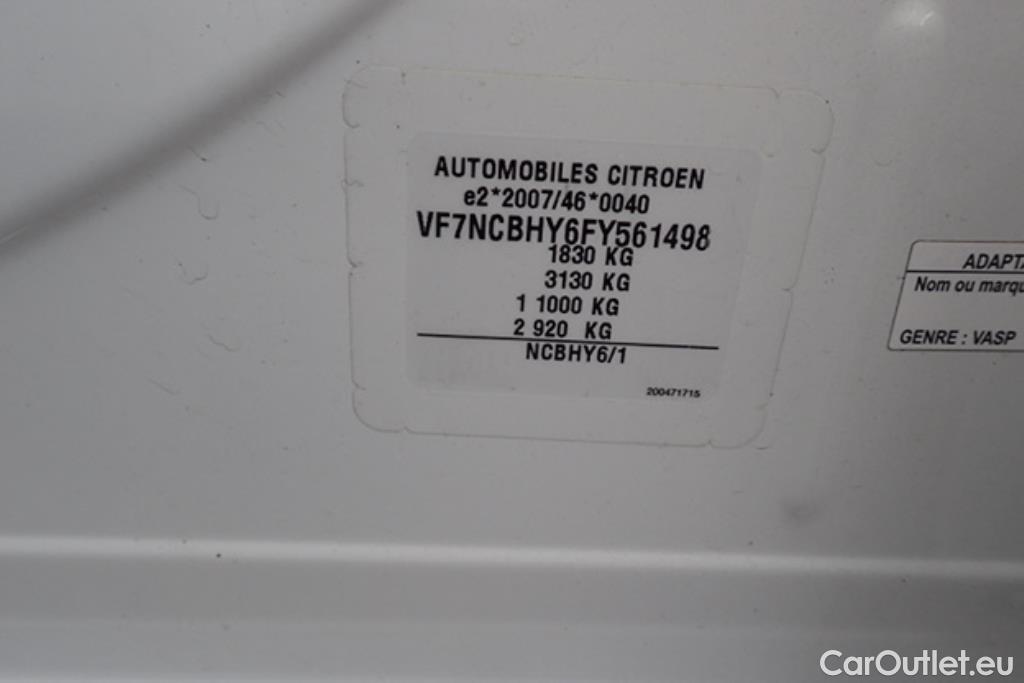 AUTOMOBILES CITROEN
e2*2007/46*0040
VF7NCBHY6FY561498
1830 KG
3130 KG
1 1000 KG
2 920 KG
NCBHY6/1
200471715
ADAPTA
Nom ou marqu
GENRE : VASP
CarOutlet.eu